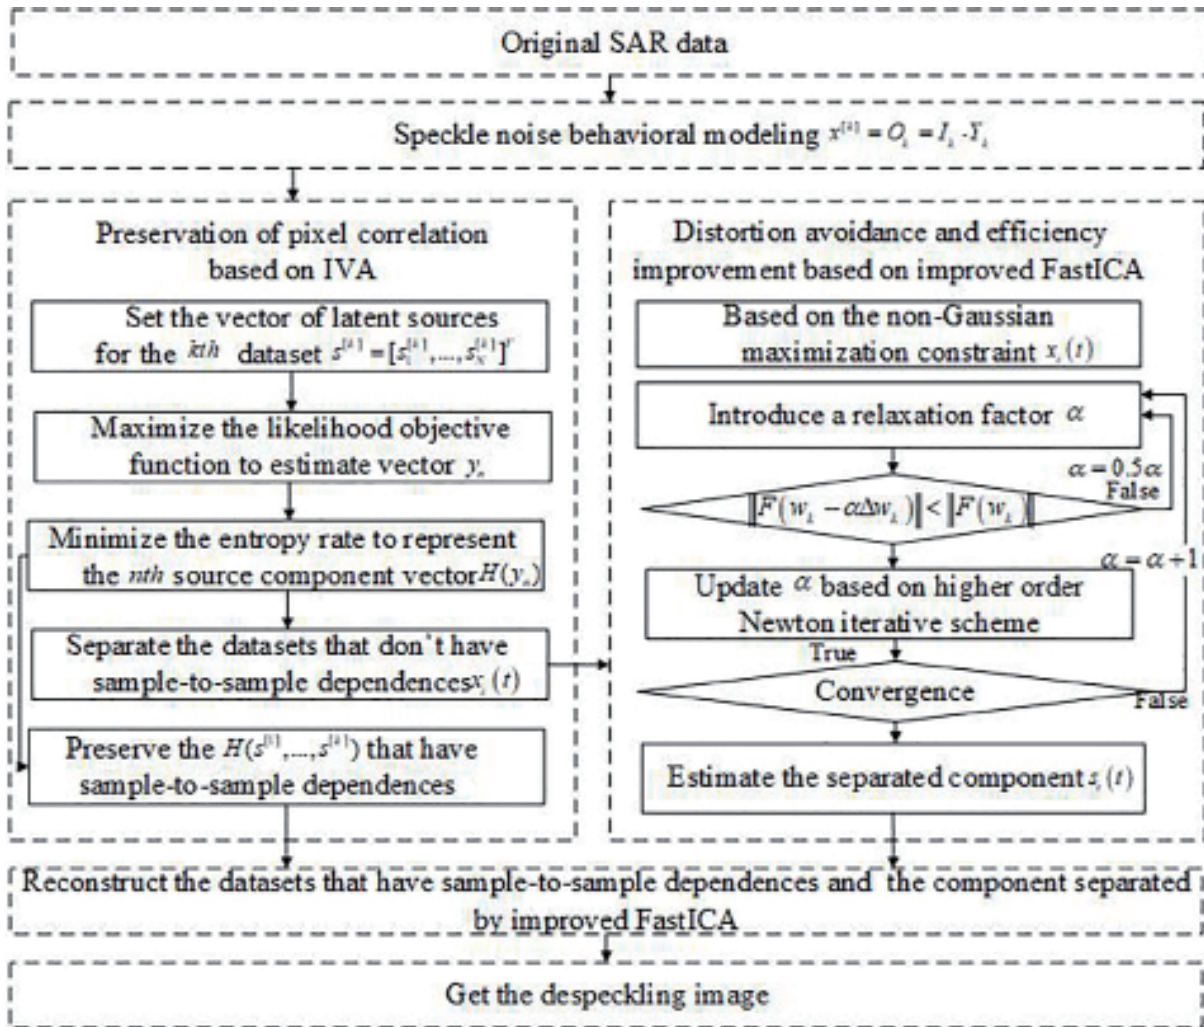 Original SAR data
Speckle noise behavioral modeling x^[k] = O_k = I_k · Y_k
Preservation of pixel correlation
based on IVA
Set the vector of latent sources
for the kth dataset s^[k] = [s_1^[k],...,s_N^[k]]^T
Maximize the likelihood objective
function to estimate vector y_n
Minimize the entropy rate to represent
the nth source component vector H(y_n)
Separate the datasets that don't have
sample-to-sample dependences x_i(t)
Preserve the H(s^[1],...,s^[k]) that have
sample-to-sample dependences
Distortion avoidance and efficiency
improvement based on improved FastICA
Based on the non-Gaussian
maximization constraint x_i(t)
Introduce a relaxation factor α
α = 0.5α
False
‖F(w_k − αΔw_k)‖ < ‖F(w_k)‖
α = α + 1
Update α based on higher order
Newton iterative scheme
True
Convergence
False
Estimate the separated component s_i(t)
Reconstruct the datasets that have sample-to-sample dependences and the component separated
by improved FastICA
Get the despeckling image